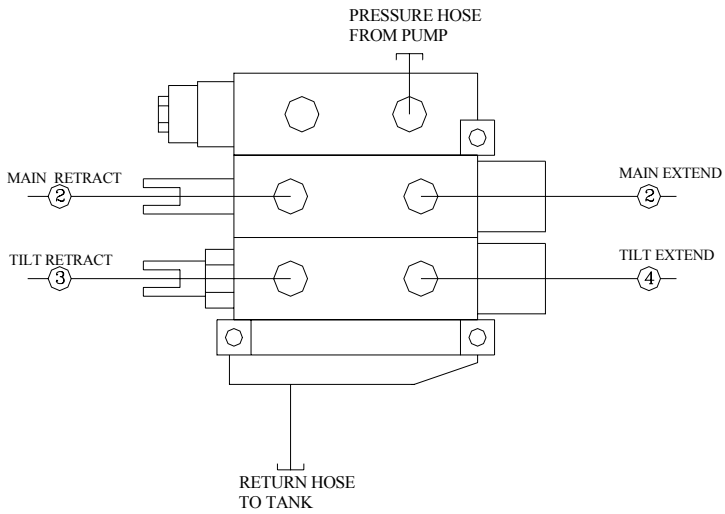 PRESSURE HOSE
FROM PUMP
MAIN RETRACT
2
MAIN EXTEND
2
TILT RETRACT
3
TILT EXTEND
4
RETURN HOSE
TO TANK